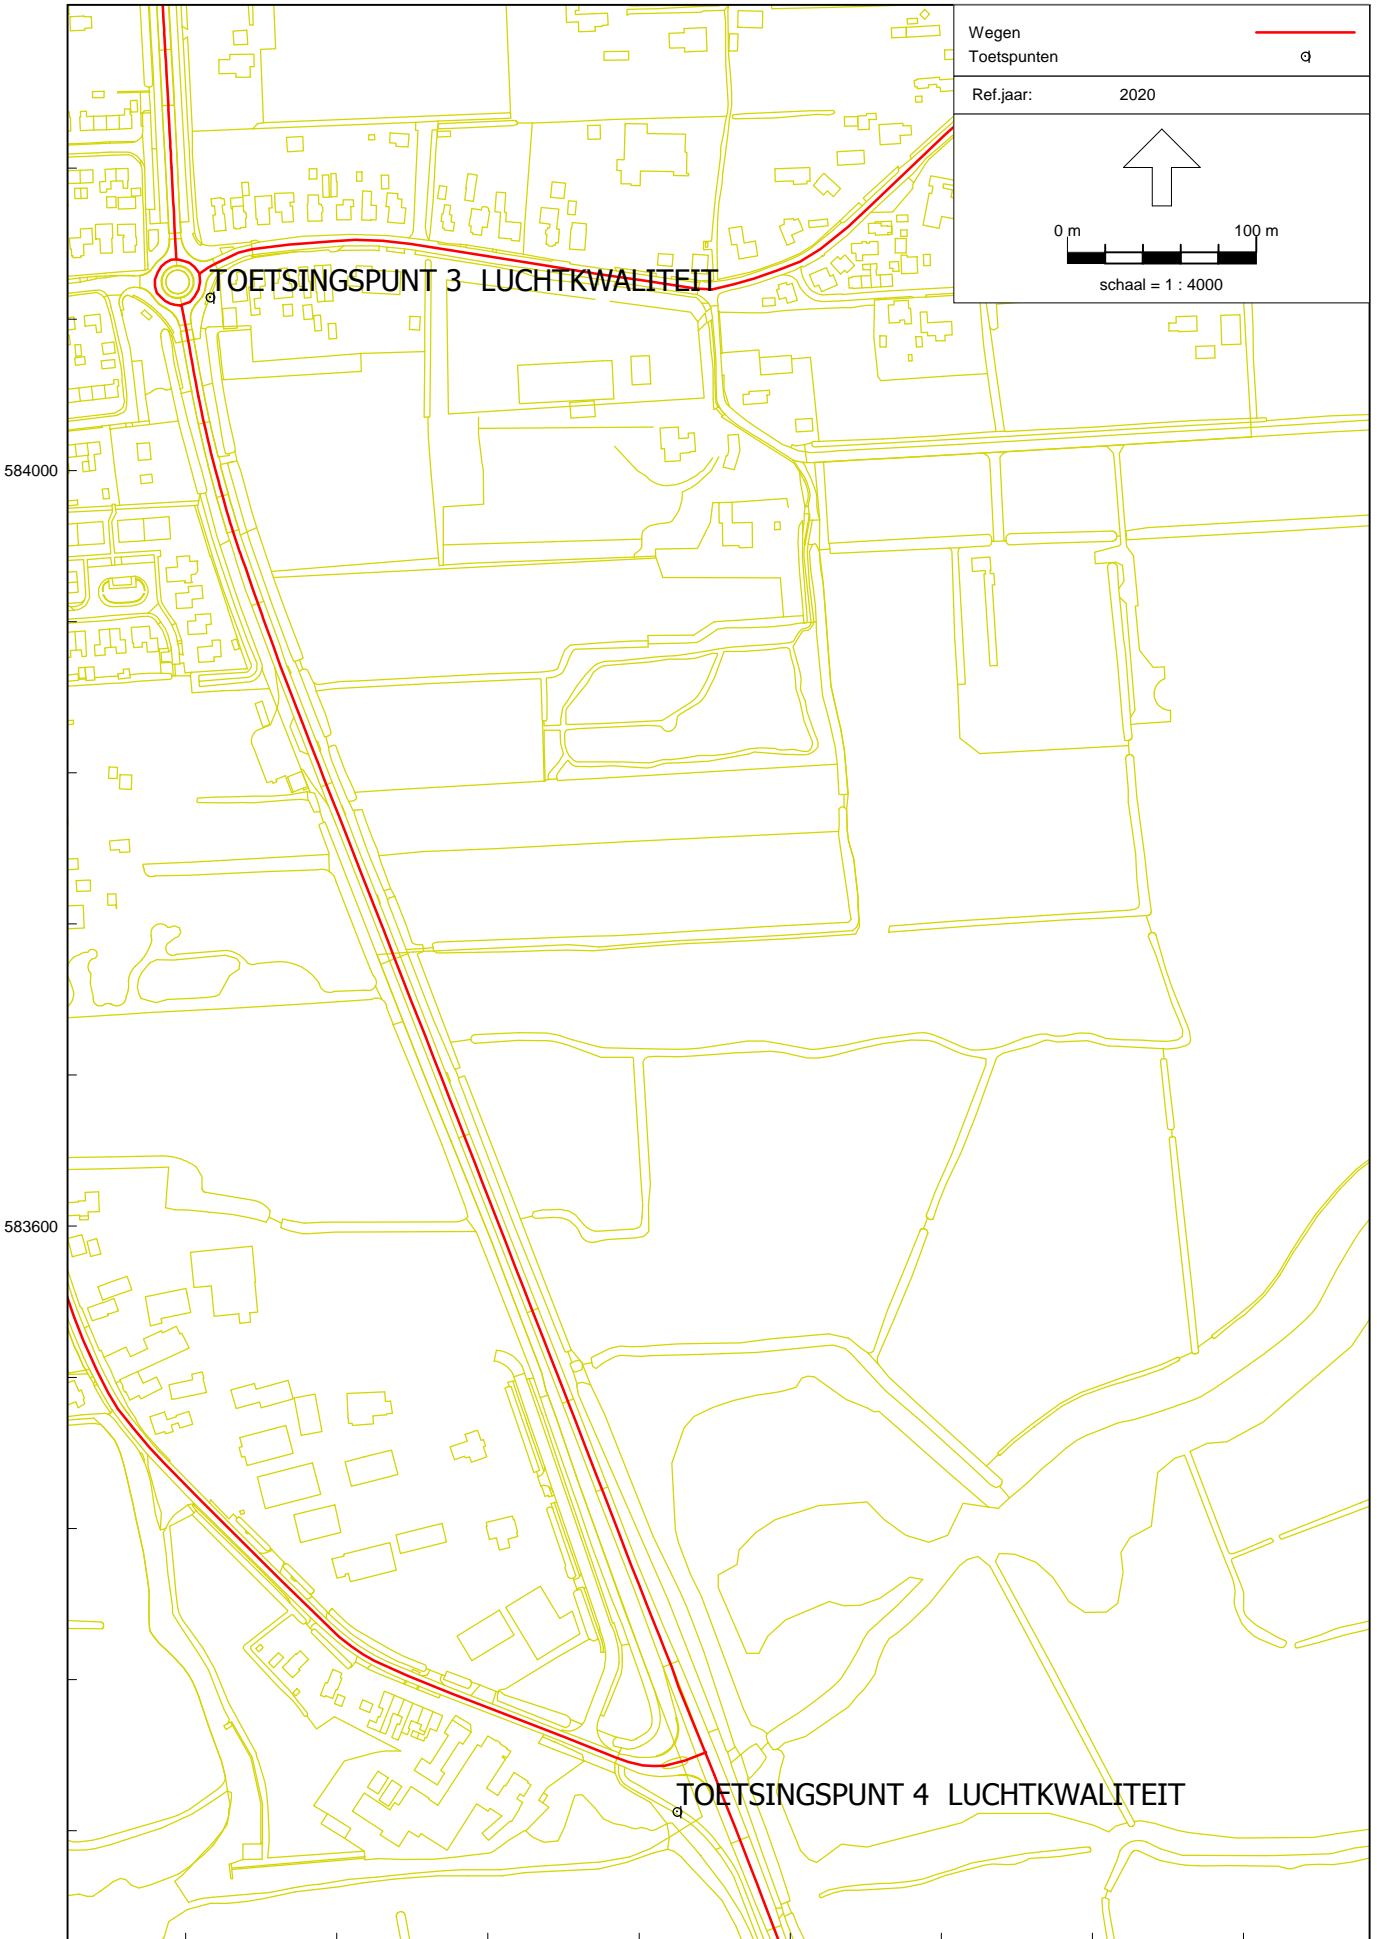 Wegen
Toetspunten
Ref.jaar: 2020
0 m 100 m
schaal = 1 : 4000
TOETSINGSPUNT 3 LUCHTKWALITEIT
584000
583600
TOETSINGSPUNT 4 LUCHTKWALITEIT